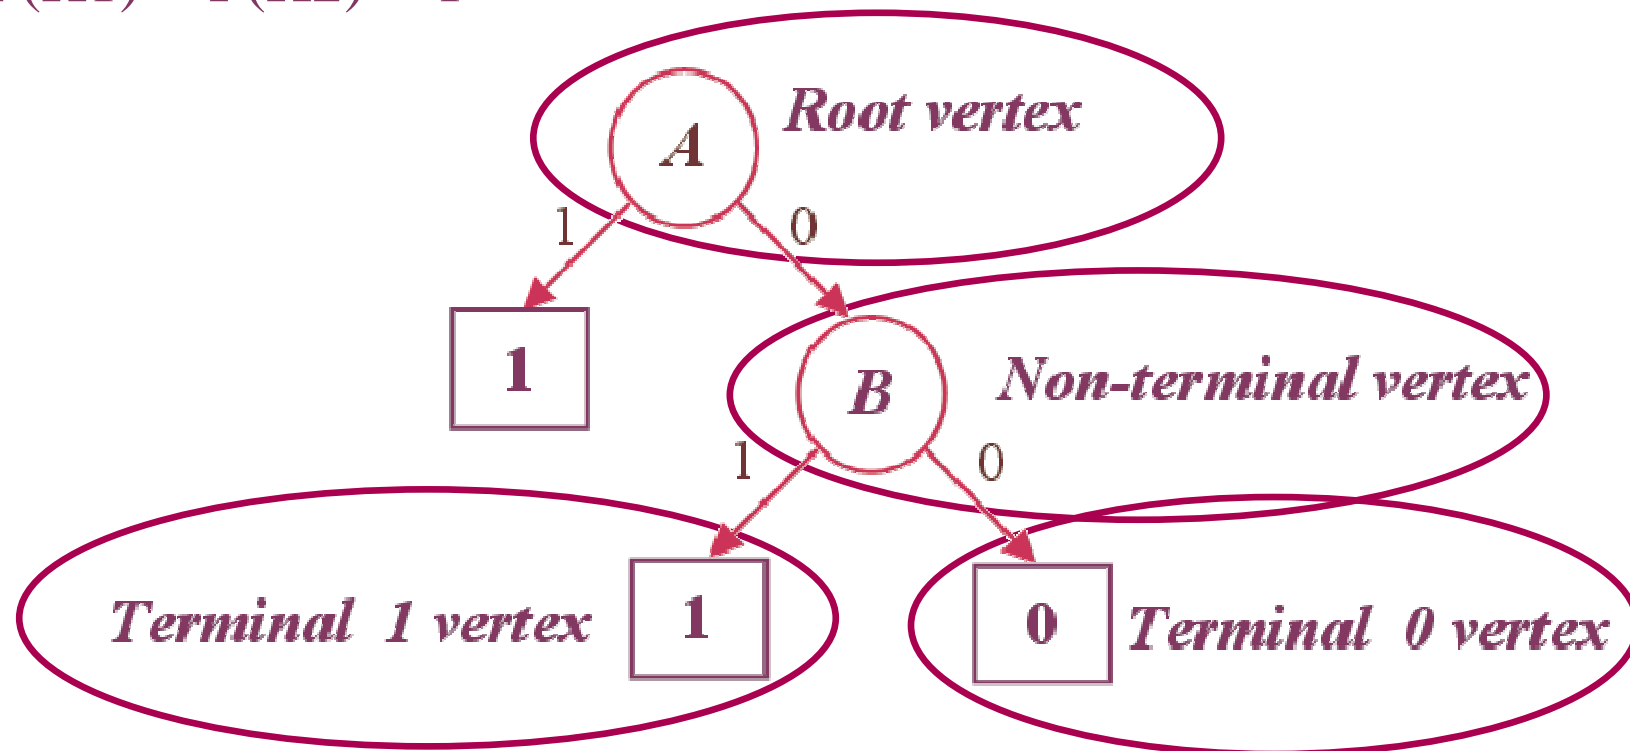 A Root vertex
1 0
1
B Non-terminal vertex
1 0
Terminal 1 vertex 1
0 Terminal 0 vertex